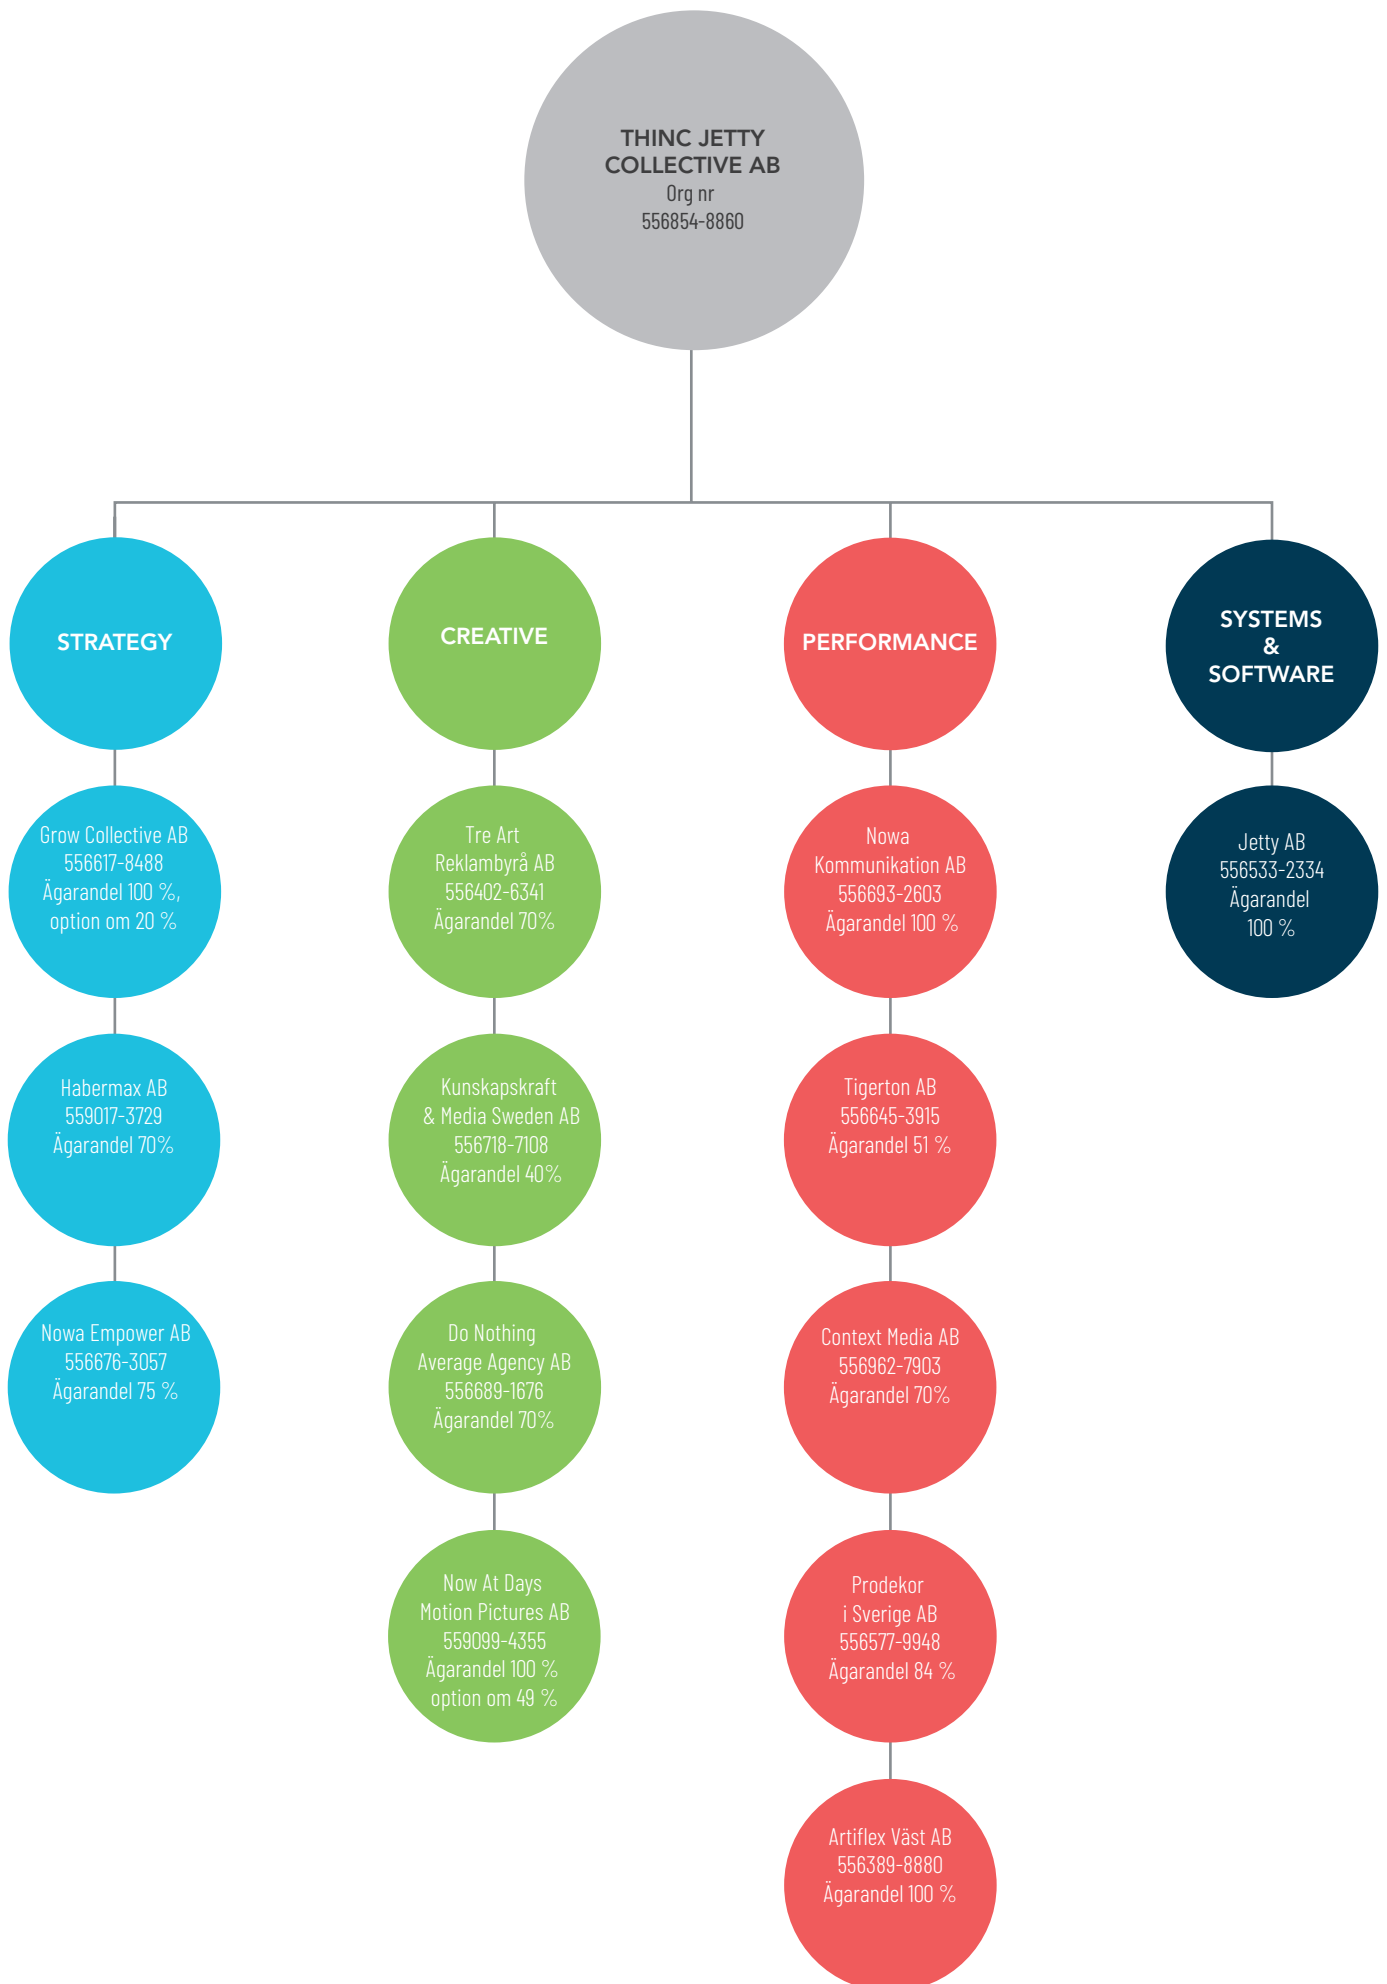 THINC JETTY
COLLECTIVE AB
Org nr
556854-8860
STRATEGY
Grow Collective AB
556617-8488
Ägarandel 100 %,
option om 20 %
Habermax AB
559017-3729
Ägarandel 70%
Nowa Empower AB
556676-3057
Ägarandel 75 %
CREATIVE
Tre Art
Reklambyrå AB
556402-6341
Ägarandel 70%
Kunskapskraft
& Media Sweden AB
556718-7108
Ägarandel 40%
Do Nothing
Average Agency AB
556689-1676
Ägarandel 70%
Now At Days
Motion Pictures AB
559099-4355
Ägarandel 100 %
option om 49 %
PERFORMANCE
Nowa
Kommunikation AB
556693-2603
Ägarandel 100 %
Tigerton AB
556645-3915
Ägarandel 51 %
Context Media AB
556962-7903
Ägarandel 70%
Prodekor
i Sverige AB
556577-9948
Ägarandel 84 %
Artiflex Väst AB
556389-8880
Ägarandel 100 %
SYSTEMS
&
SOFTWARE
Jetty AB
556533-2334
Ägarandel
100 %